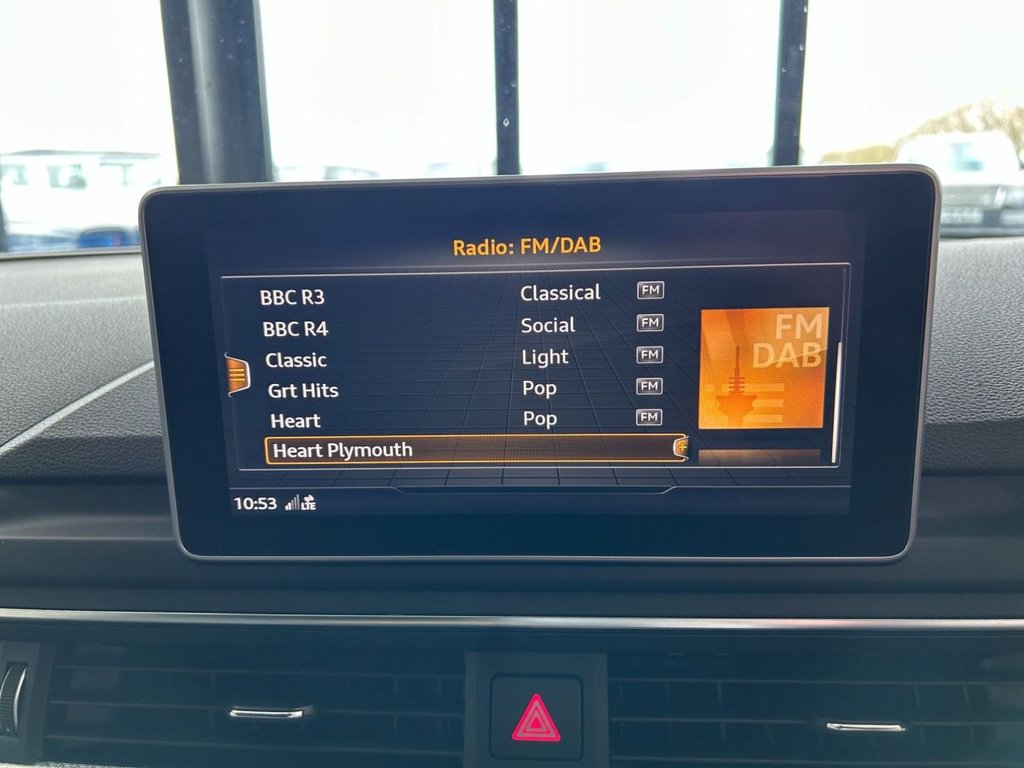 Radio: FM/DAB
BBC R3 Classical FM
BBC R4 Social FM
Classic Light FM
Grt Hits Pop FM
Heart Pop FM
Heart Plymouth
FM
DAB
10:53 LTE